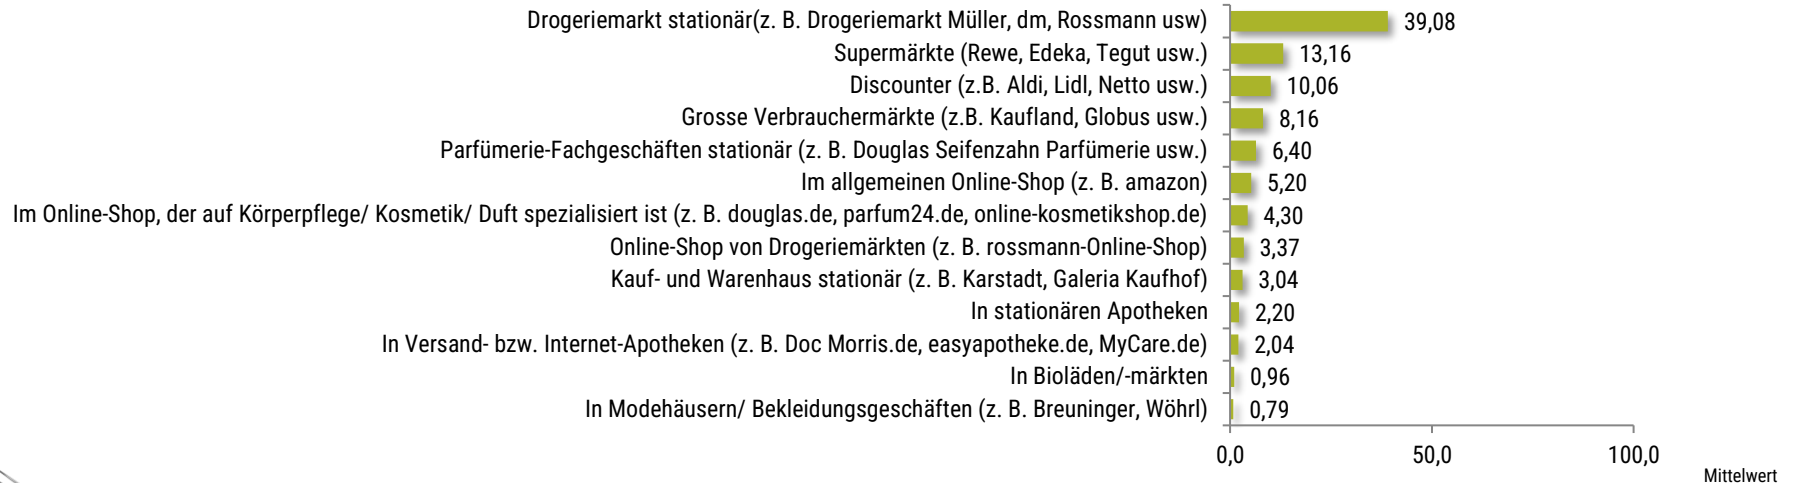 Drogeriemarkt stationär(z. B. Drogeriemarkt Müller, dm, Rossmann usw) 39,08
Supermärkte (Rewe, Edeka, Tegut usw.) 13,16
Discounter (z.B. Aldi, Lidl, Netto usw.) 10,06
Grosse Verbrauchermärkte (z.B. Kaufland, Globus usw.) 8,16
Parfümerie-Fachgeschäften stationär (z. B. Douglas Seifenzahn Parfümerie usw.) 6,40
Im allgemeinen Online-Shop (z. B. amazon) 5,20
Im Online-Shop, der auf Körperpflege/ Kosmetik/ Duft spezialisiert ist (z. B. douglas.de, parfum24.de, online-kosmetikshop.de) 4,30
Online-Shop von Drogeriemärkten (z. B. rossmann-Online-Shop) 3,37
Kauf- und Warenhaus stationär (z. B. Karstadt, Galeria Kaufhof) 3,04
In stationären Apotheken 2,20
In Versand- bzw. Internet-Apotheken (z. B. Doc Morris.de, easyapotheke.de, MyCare.de) 2,04
In Bioläden/-märkten 0,96
In Modehäusern/ Bekleidungsgeschäften (z. B. Breuninger, Wöhrl) 0,79
0,0 50,0 100,0
Mittelwert